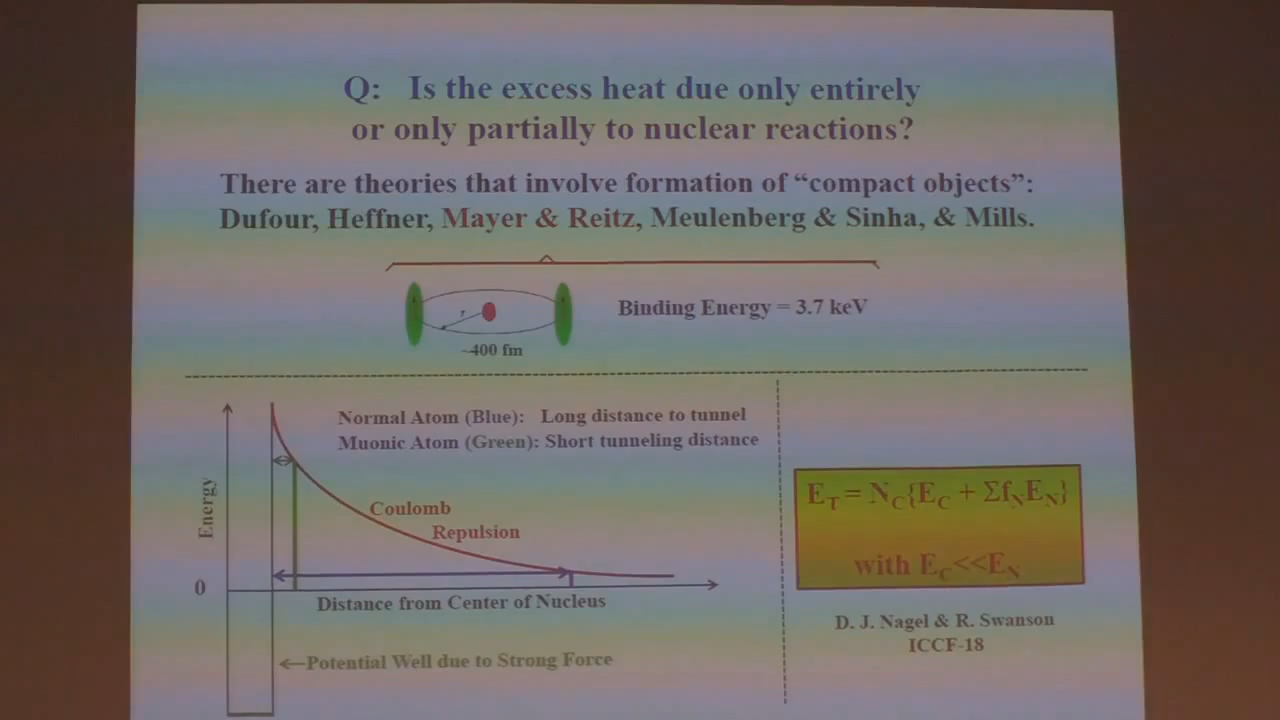 Q: Is the excess heat due only entirely
or only partially to nuclear reactions?
There are theories that involve formation of “compact objects”:
Dufour, Heffner, Mayer & Reitz, Meulenberg & Sinha, & Mills.
r
Binding Energy = 3.7 keV
~400 fm
Normal Atom (Blue): Long distance to tunnel
Muonic Atom (Green): Short tunneling distance
Energy
Coulomb
Repulsion
0
Distance from Center of Nucleus
←Potential Well due to Strong Force
E_T = N_C{E_C + Σf_N E_N}
with E_C<<E_N
D. J. Nagel & R. Swanson
ICCF-18